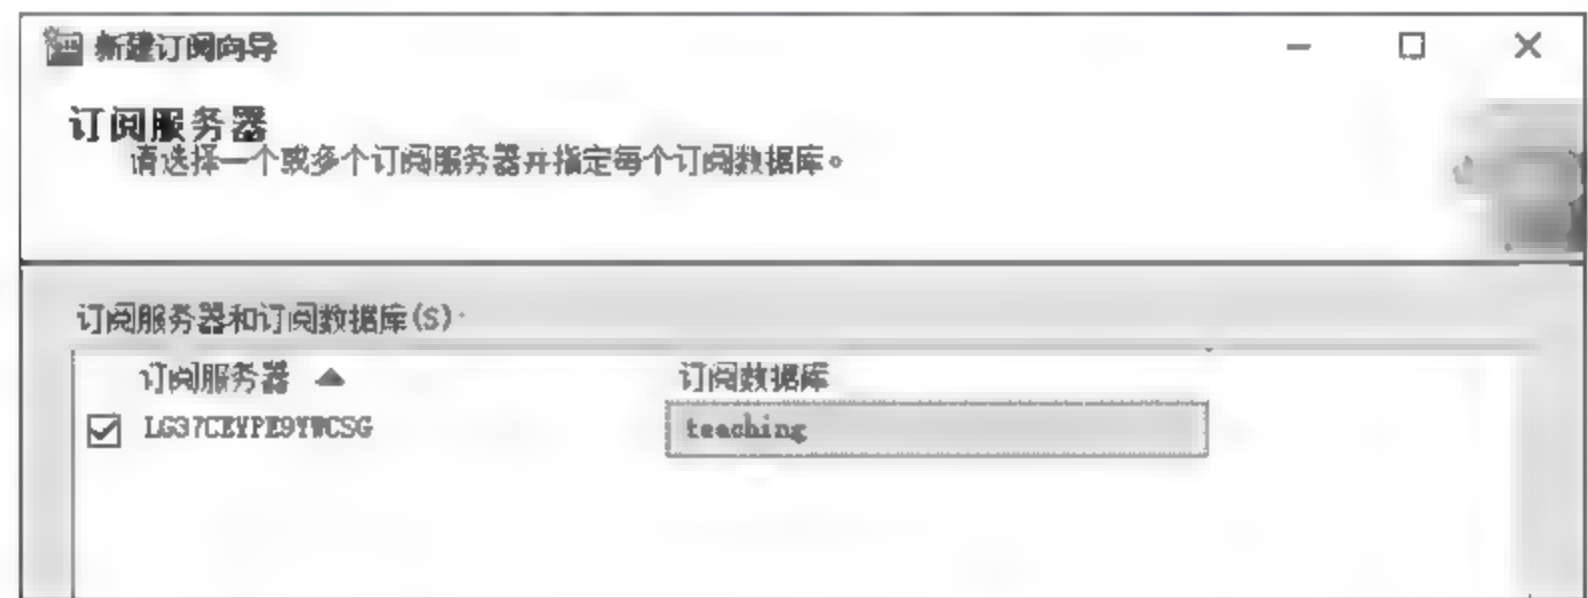 新建订阅向导
订阅服务器
请选择一个或多个订阅服务器并指定每个订阅数据库。
订阅服务器和订阅数据库(S):
订阅服务器 订阅数据库
LG37CEYPE9YWCSG teaching